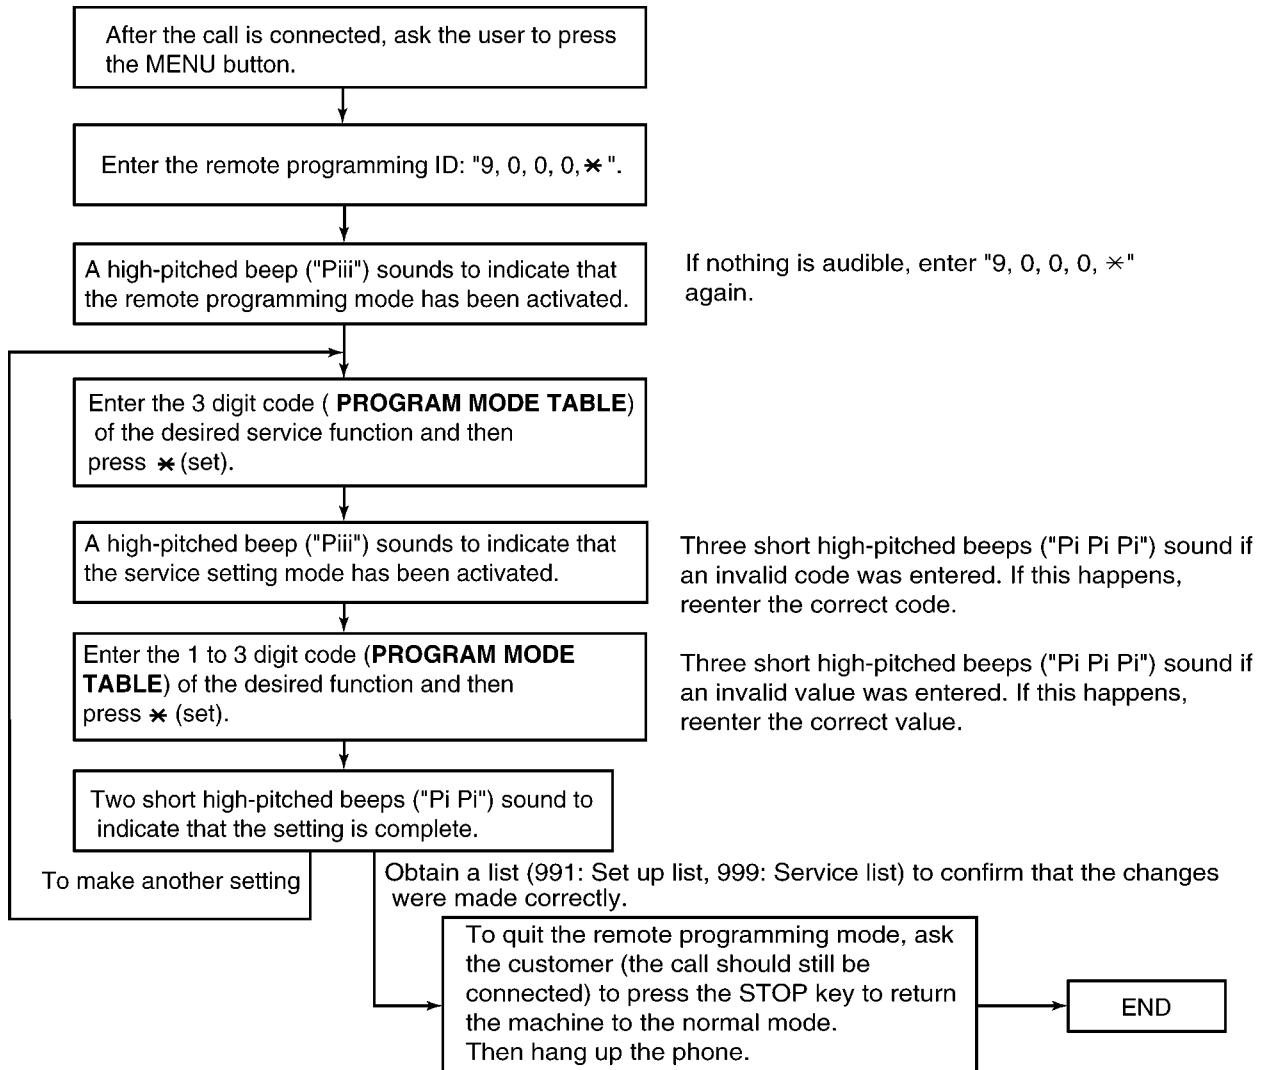 After the call is connected, ask the user to press
the MENU button.
Enter the remote programming ID: "9, 0, 0, 0, * ".
A high-pitched beep ("Piii") sounds to indicate that
the remote programming mode has been activated.
If nothing is audible, enter "9, 0, 0, 0, *"
again.
Enter the 3 digit code ( PROGRAM MODE TABLE)
of the desired service function and then
press * (set).
A high-pitched beep ("Piii") sounds to indicate that
the service setting mode has been activated.
Three short high-pitched beeps ("Pi Pi Pi") sound if
an invalid code was entered. If this happens,
reenter the correct code.
Enter the 1 to 3 digit code (PROGRAM MODE
TABLE) of the desired function and then
press * (set).
Three short high-pitched beeps ("Pi Pi Pi") sound if
an invalid value was entered. If this happens,
reenter the correct value.
Two short high-pitched beeps ("Pi Pi") sound to
indicate that the setting is complete.
To make another setting
Obtain a list (991: Set up list, 999: Service list) to confirm that the changes
were made correctly.
To quit the remote programming mode, ask
the customer (the call should still be
connected) to press the STOP key to return
the machine to the normal mode.
Then hang up the phone.
END